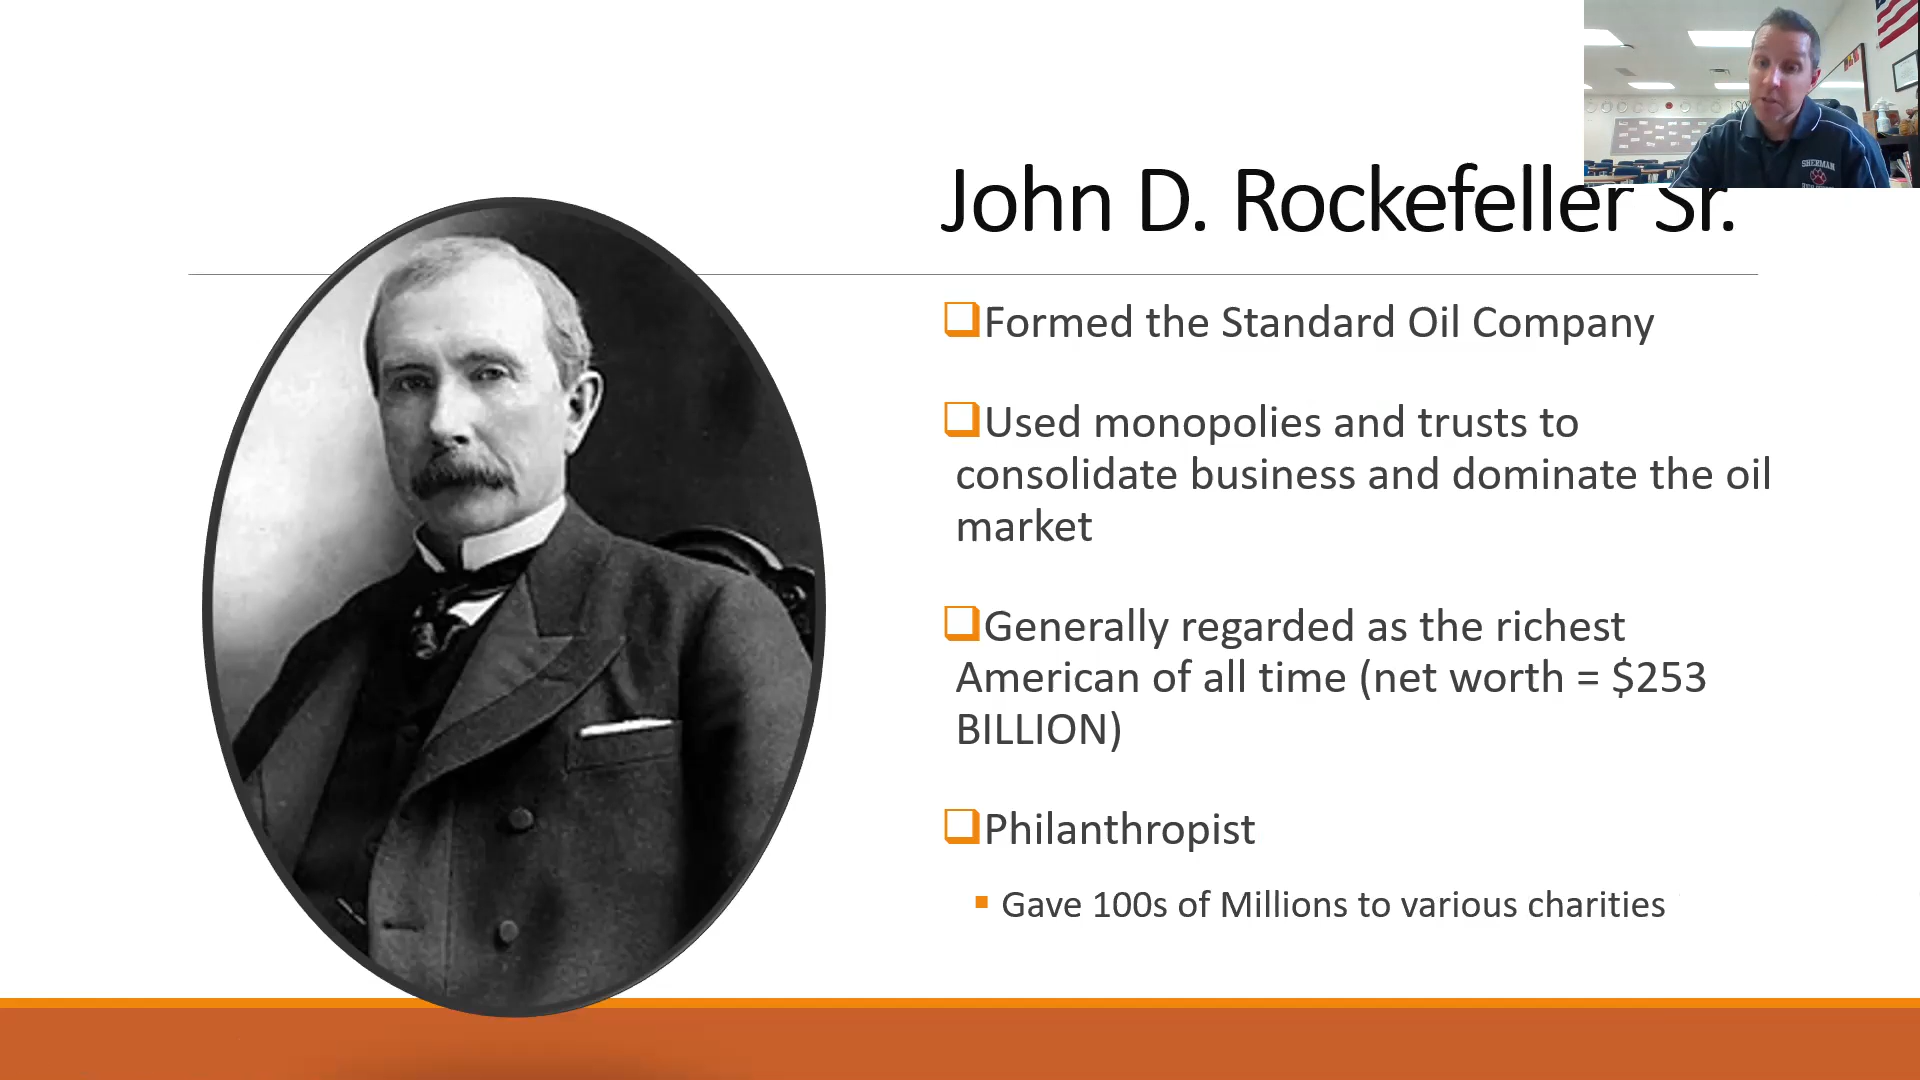 John D. Rockefeller Sr.
Formed the Standard Oil Company
Used monopolies and trusts to
consolidate business and dominate the oil
market
Generally regarded as the richest
American of all time (net worth = $253
BILLION)
Philanthropist
Gave 100s of Millions to various charities
SHERMAN